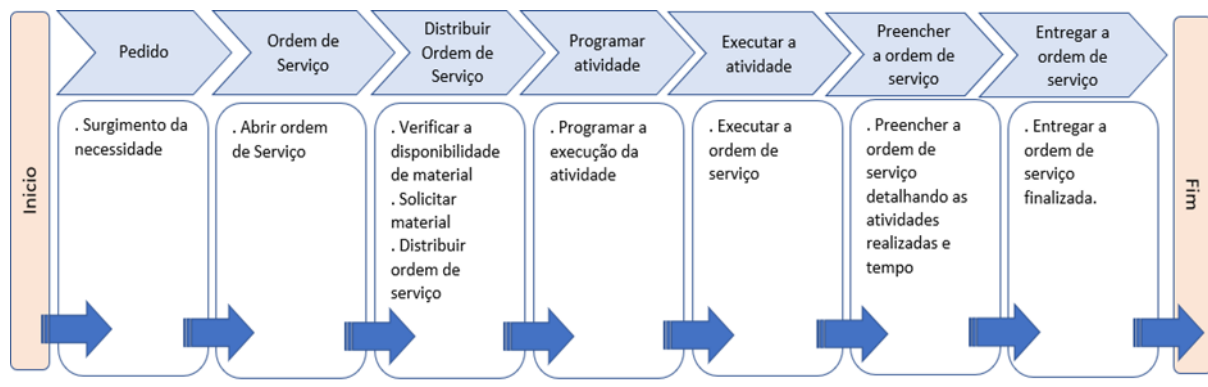 Inicio
Pedido
Ordem de
Serviço
Distribuir
Ordem de
Serviço
Programar
atividade
Executar a
atividade
Preencher
a ordem de
serviço
Entregar a
ordem de
serviço
. Surgimento da
necessidade
. Abrir ordem
de Serviço
. Verificar a
disponibilidade
de material
. Solicitar
material
. Distribuir
ordem de
serviço
. Programar a
execução da
atividade
. Executar a
ordem de
serviço
. Preencher a
ordem de
serviço
detalhando as
atividades
realizadas e
tempo
. Entregar a
ordem de
serviço
finalizada.
Fim